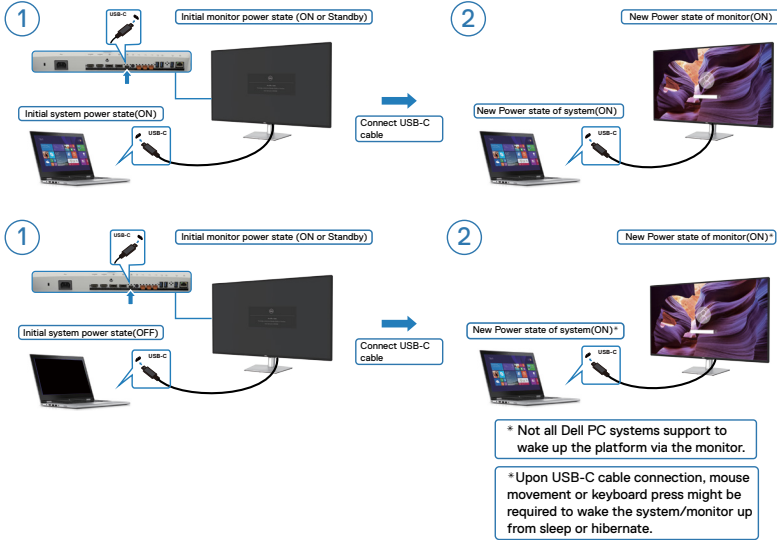 1
USB-C
Initial monitor power state (ON or Standby)
Initial system power state(ON)
USB-C
Connect USB-C
cable
2
New Power state of monitor(ON)
New Power state of system(ON)
USB-C
1
USB-C
Initial monitor power state (ON or Standby)
Initial system power state(OFF)
USB-C
Connect USB-C
cable
2
New Power state of monitor(ON)*
New Power state of system(ON)*
USB-C
* Not all Dell PC systems support to
wake up the platform via the monitor.
*Upon USB-C cable connection, mouse
movement or keyboard press might be
required to wake the system/monitor up
from sleep or hibernate.